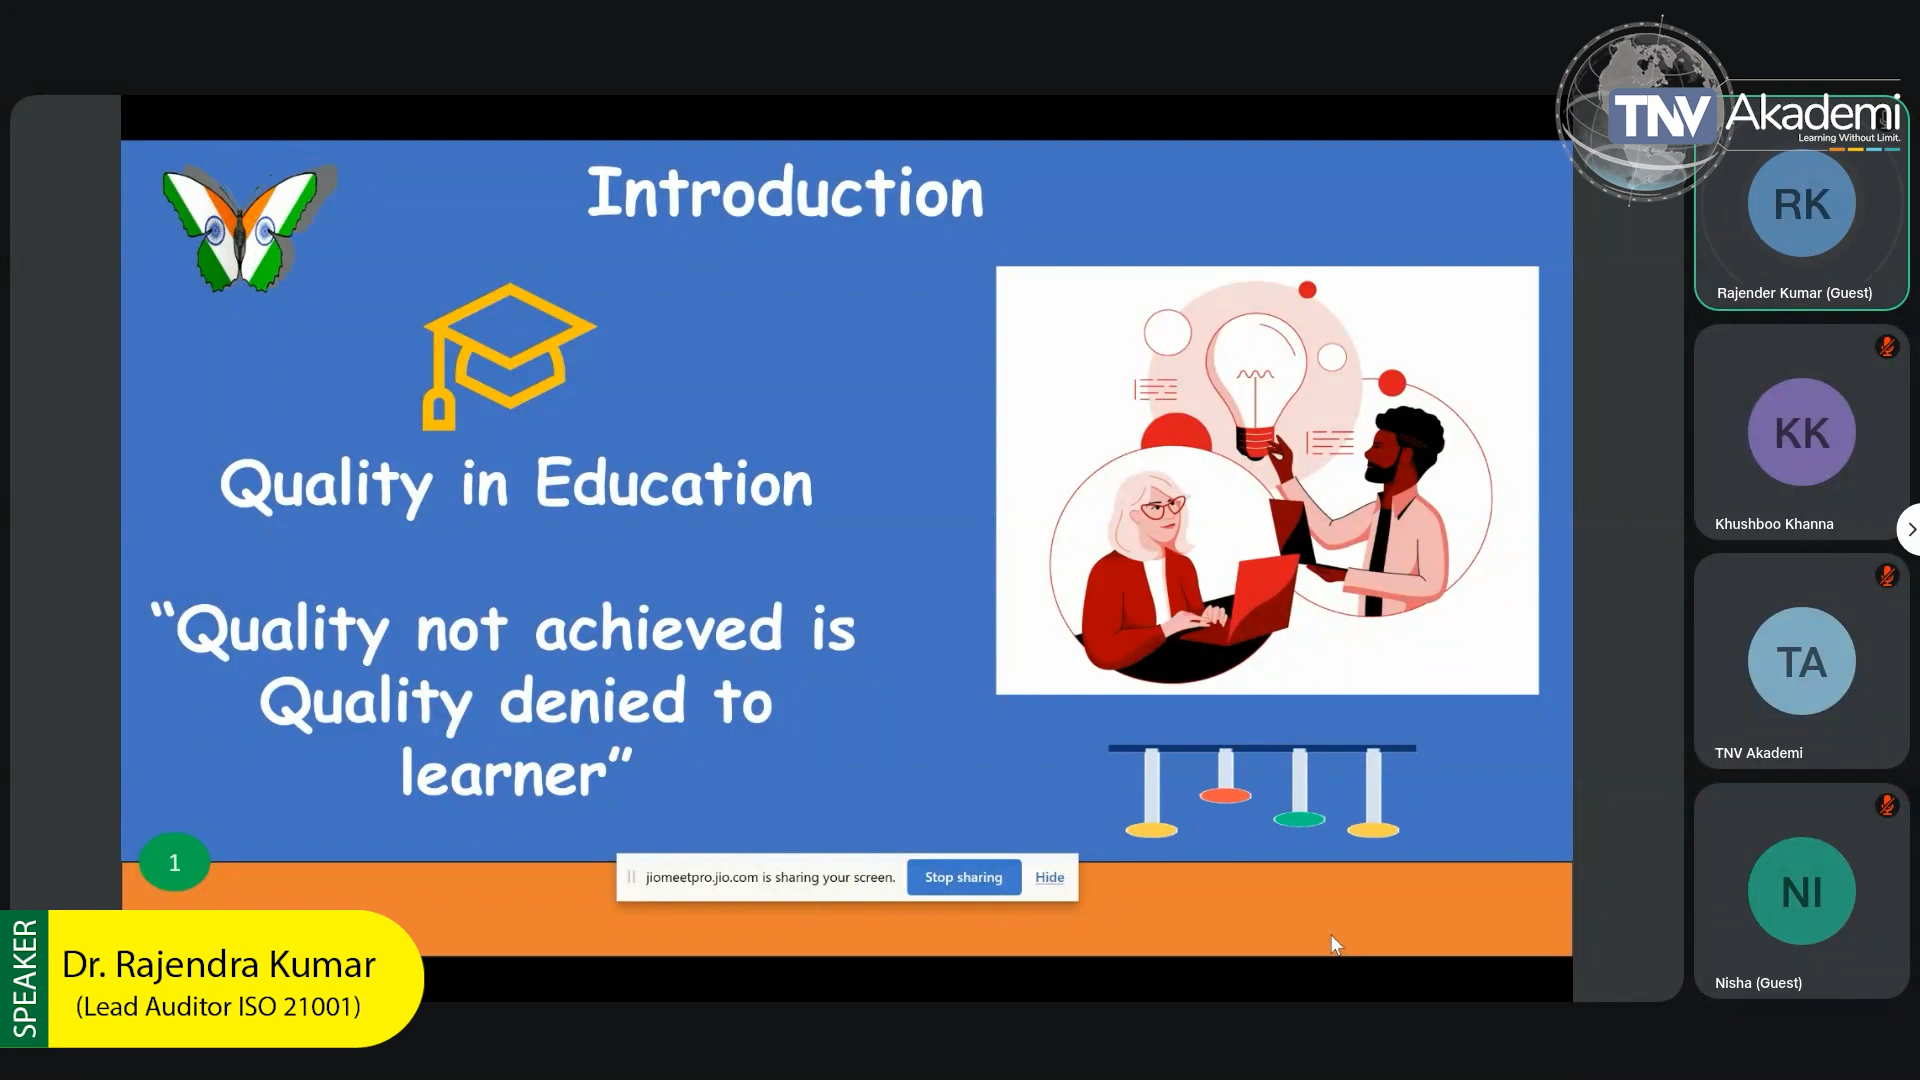 TNV Akademi
Learning Without Limit.
Introduction
Quality in Education
“Quality not achieved is
Quality denied to
learner”
1
jiomeetpro.jio.com is sharing your screen.
Stop sharing
Hide
SPEAKER
Dr. Rajendra Kumar
(Lead Auditor ISO 21001)
RK
Rajender Kumar (Guest)
KK
Khushboo Khanna
TA
TNV Akademi
NI
Nisha (Guest)